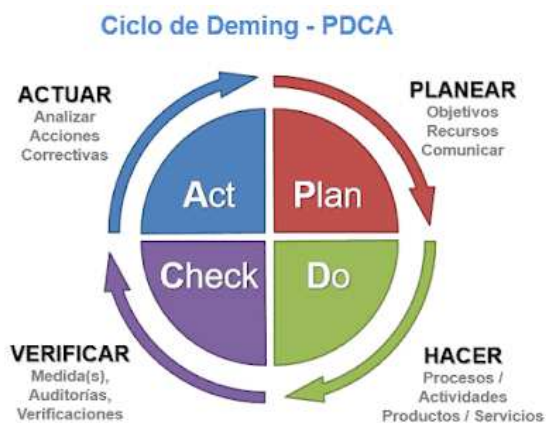 Ciclo de Deming - PDCA
ACTUAR
Analizar
Acciones
Correctivas
PLANEAR
Objetivos
Recursos
Comunicar
Act
Plan
Check
Do
VERIFICAR
Medida(s),
Auditorías,
Verificaciones
HACER
Procesos /
Actividades
Productos / Servicios